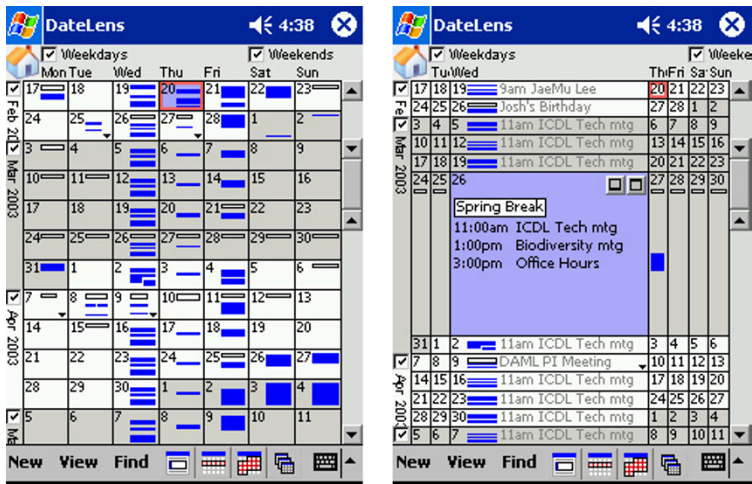 DateLens 4:38
Weekdays Weekends
Mon Tue Wed Thu Fri Sat Sun
Feb 20
17 18 19 20 21 22 23
24 25 26 27 28 1 2
Mar 2003
3 4 5 6 7 8 9
10 11 12 13 14 15 16
17 18 19 20 21 22 23
24 25 26 27 28 29 30
31 1 2 3 4 5 6
Apr 2003
7 8 9 10 11 12 13
14 15 16 17 18 19 20
21 22 23 24 25 26 27
28 29 30 1 2 3 4
5 6 7 8 9 10 11
New View Find
DateLens 4:38
Weekdays Weeke
Tu Wed Th Fri Sa Sun
Fe
17 18 19 9am JaeMu Lee 20 21 22 23
24 25 26 Josh's Birthday 27 28 1 2
Mar 2003
3 4 5 11am ICDL Tech mtg 6 7 8 9
10 11 12 11am ICDL Tech mtg 13 14 15 16
17 18 19 11am ICDL Tech mtg 20 21 22 23
24 25 26 27 28 29 30
Spring Break
11:00am ICDL Tech mtg
1:00pm Biodiversity mtg
3:00pm Office Hours
31 1 2 11am ICDL Tech mtg 3 4 5 6
Apr 200
7 8 9 DAML PI Meeting 10 11 12 13
14 15 16 11am ICDL Tech mtg 17 18 19 20
21 22 23 11am ICDL Tech mtg 24 25 26 27
28 29 30 11am ICDL Tech mtg 1 2 3 4
5 6 7 11am ICDL Tech mtg 8 9 10 11
New View Find